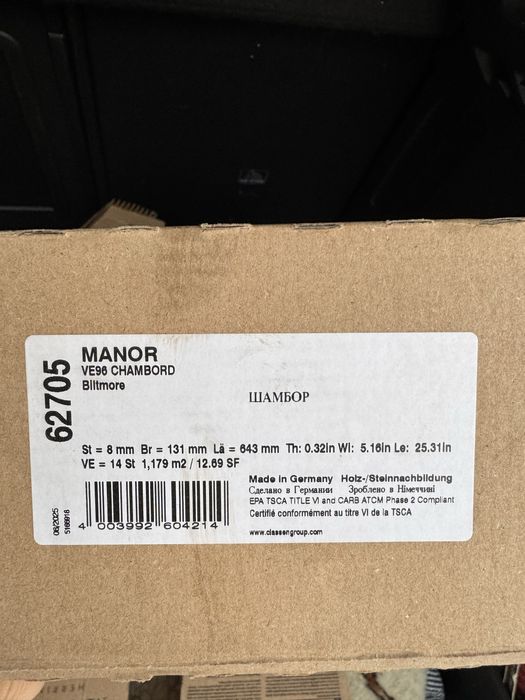 62705
MANOR
VE96 CHAMBORD
Biltmore
ШАМБОР
St = 8 mm Br = 131 mm Lä = 643 mm Th: 0.32in Wi: 5.16in Le: 25.31in
VE = 14 St 1,179 m2 / 12.69 SF
Made in Germany Holz-/Steinnachbildung
Сделано в Германии Зроблено в Німеччині
EPA TSCA TITLE VI and CARB ATCM Phase 2 Compliant
Certifié conformément au titre VI de la TSCA
www.classengroup.com
4 003992 604214
06/2025